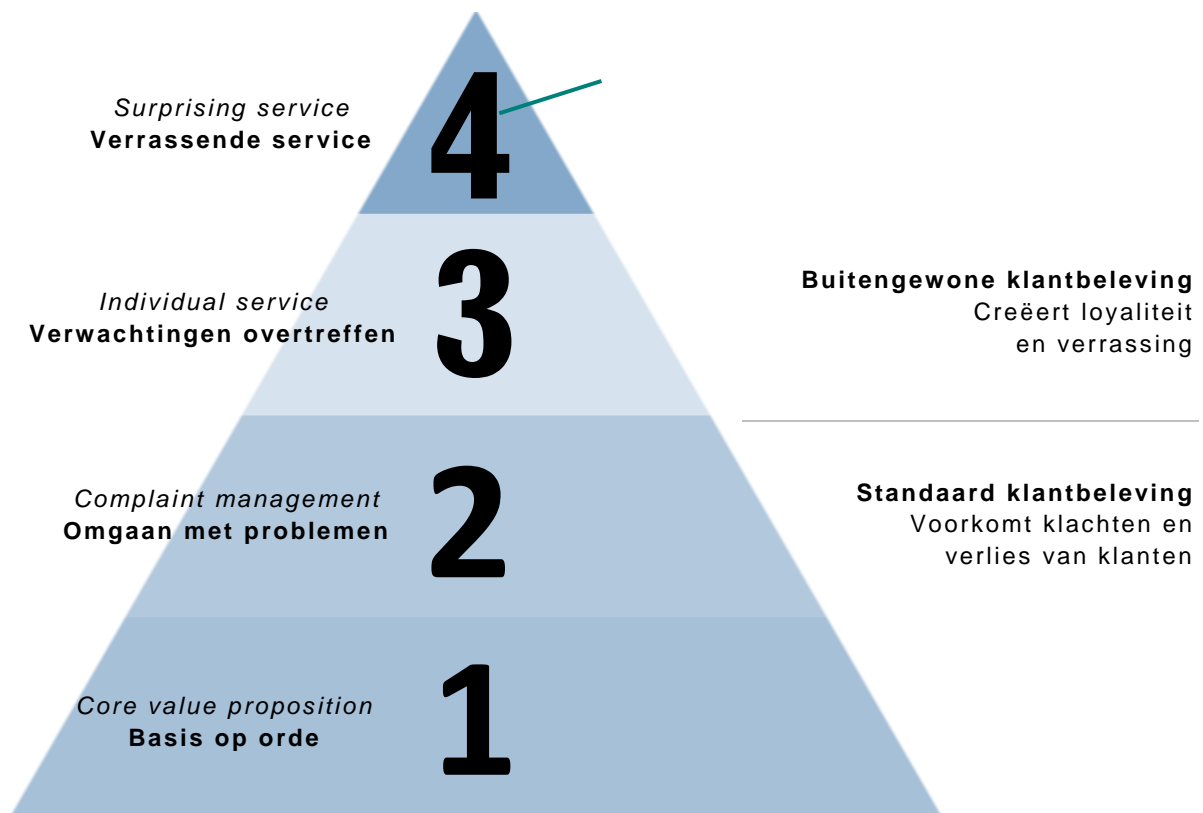 4
Surprising service
Verrassende service
3
Individual service
Verwachtingen overtreffen
Buitengewone klantbeleving
Creëert loyaliteit
en verrassing
2
Complaint management
Omgaan met problemen
Standaard klantbeleving
Voorkomt klachten en
verlies van klanten
1
Core value proposition
Basis op orde